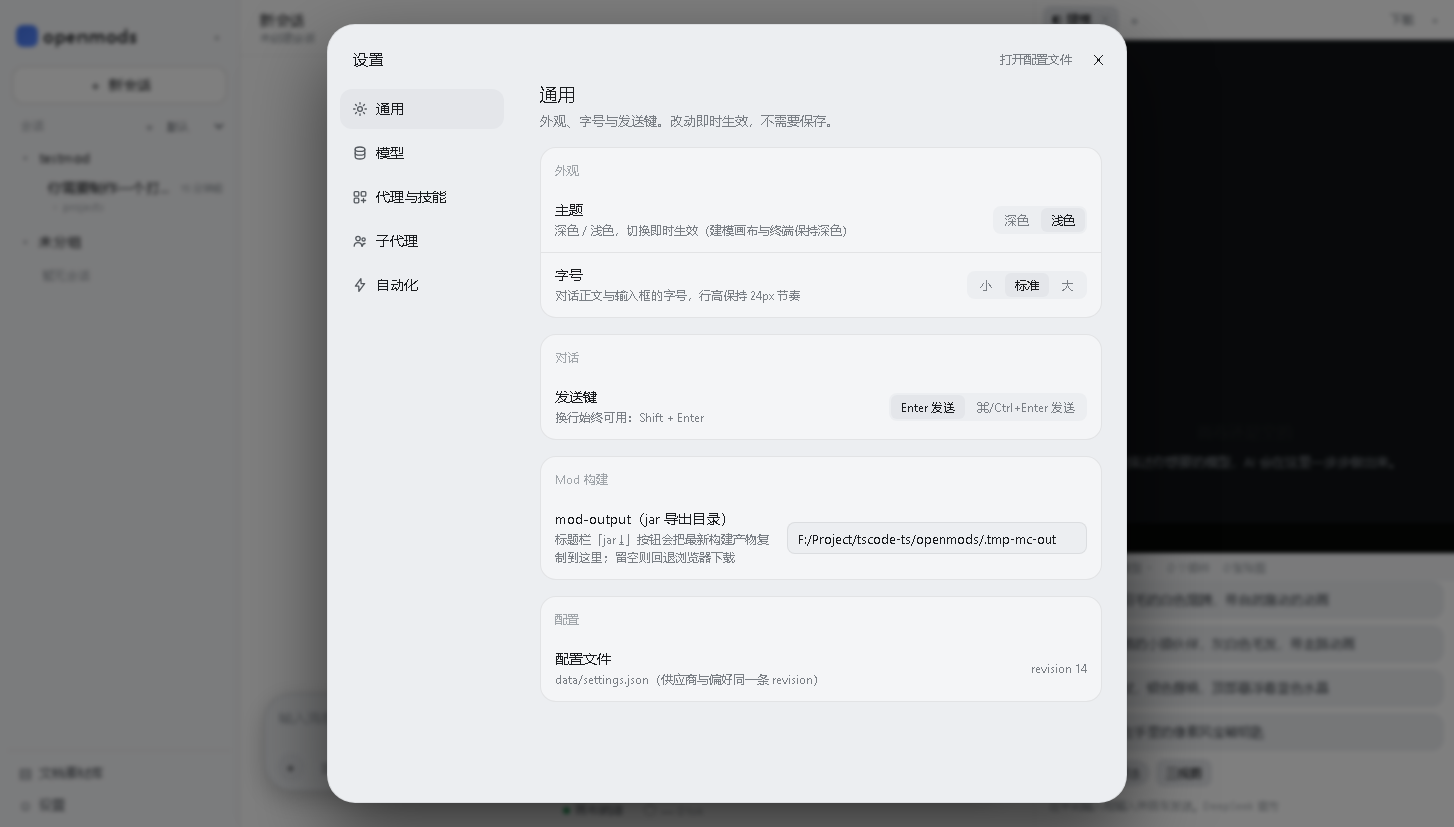 openmods
设置
打开配置文件
通用
模型
代理与技能
子代理
自动化
通用
外观、字号与发送键。改动即时生效，不需要保存。
外观
主题
深色 / 浅色，切换即时生效（建模画布与终端保持深色）
深色
浅色
字号
对话正文与输入框的字号，行高保持 24px 节奏
小
标准
大
对话
发送键
换行始终可用：Shift + Enter
Enter 发送
⌘/Ctrl+Enter 发送
Mod 构建
mod-output（jar 导出目录）
标题栏「jar↓」按钮会把最新构建产物复
制到这里；留空则回退浏览器下载
F:/Project/tscode-ts/openmods/.tmp-mc-out
配置
配置文件
data/settings.json（供应商与偏好同一条 revision）
revision 14